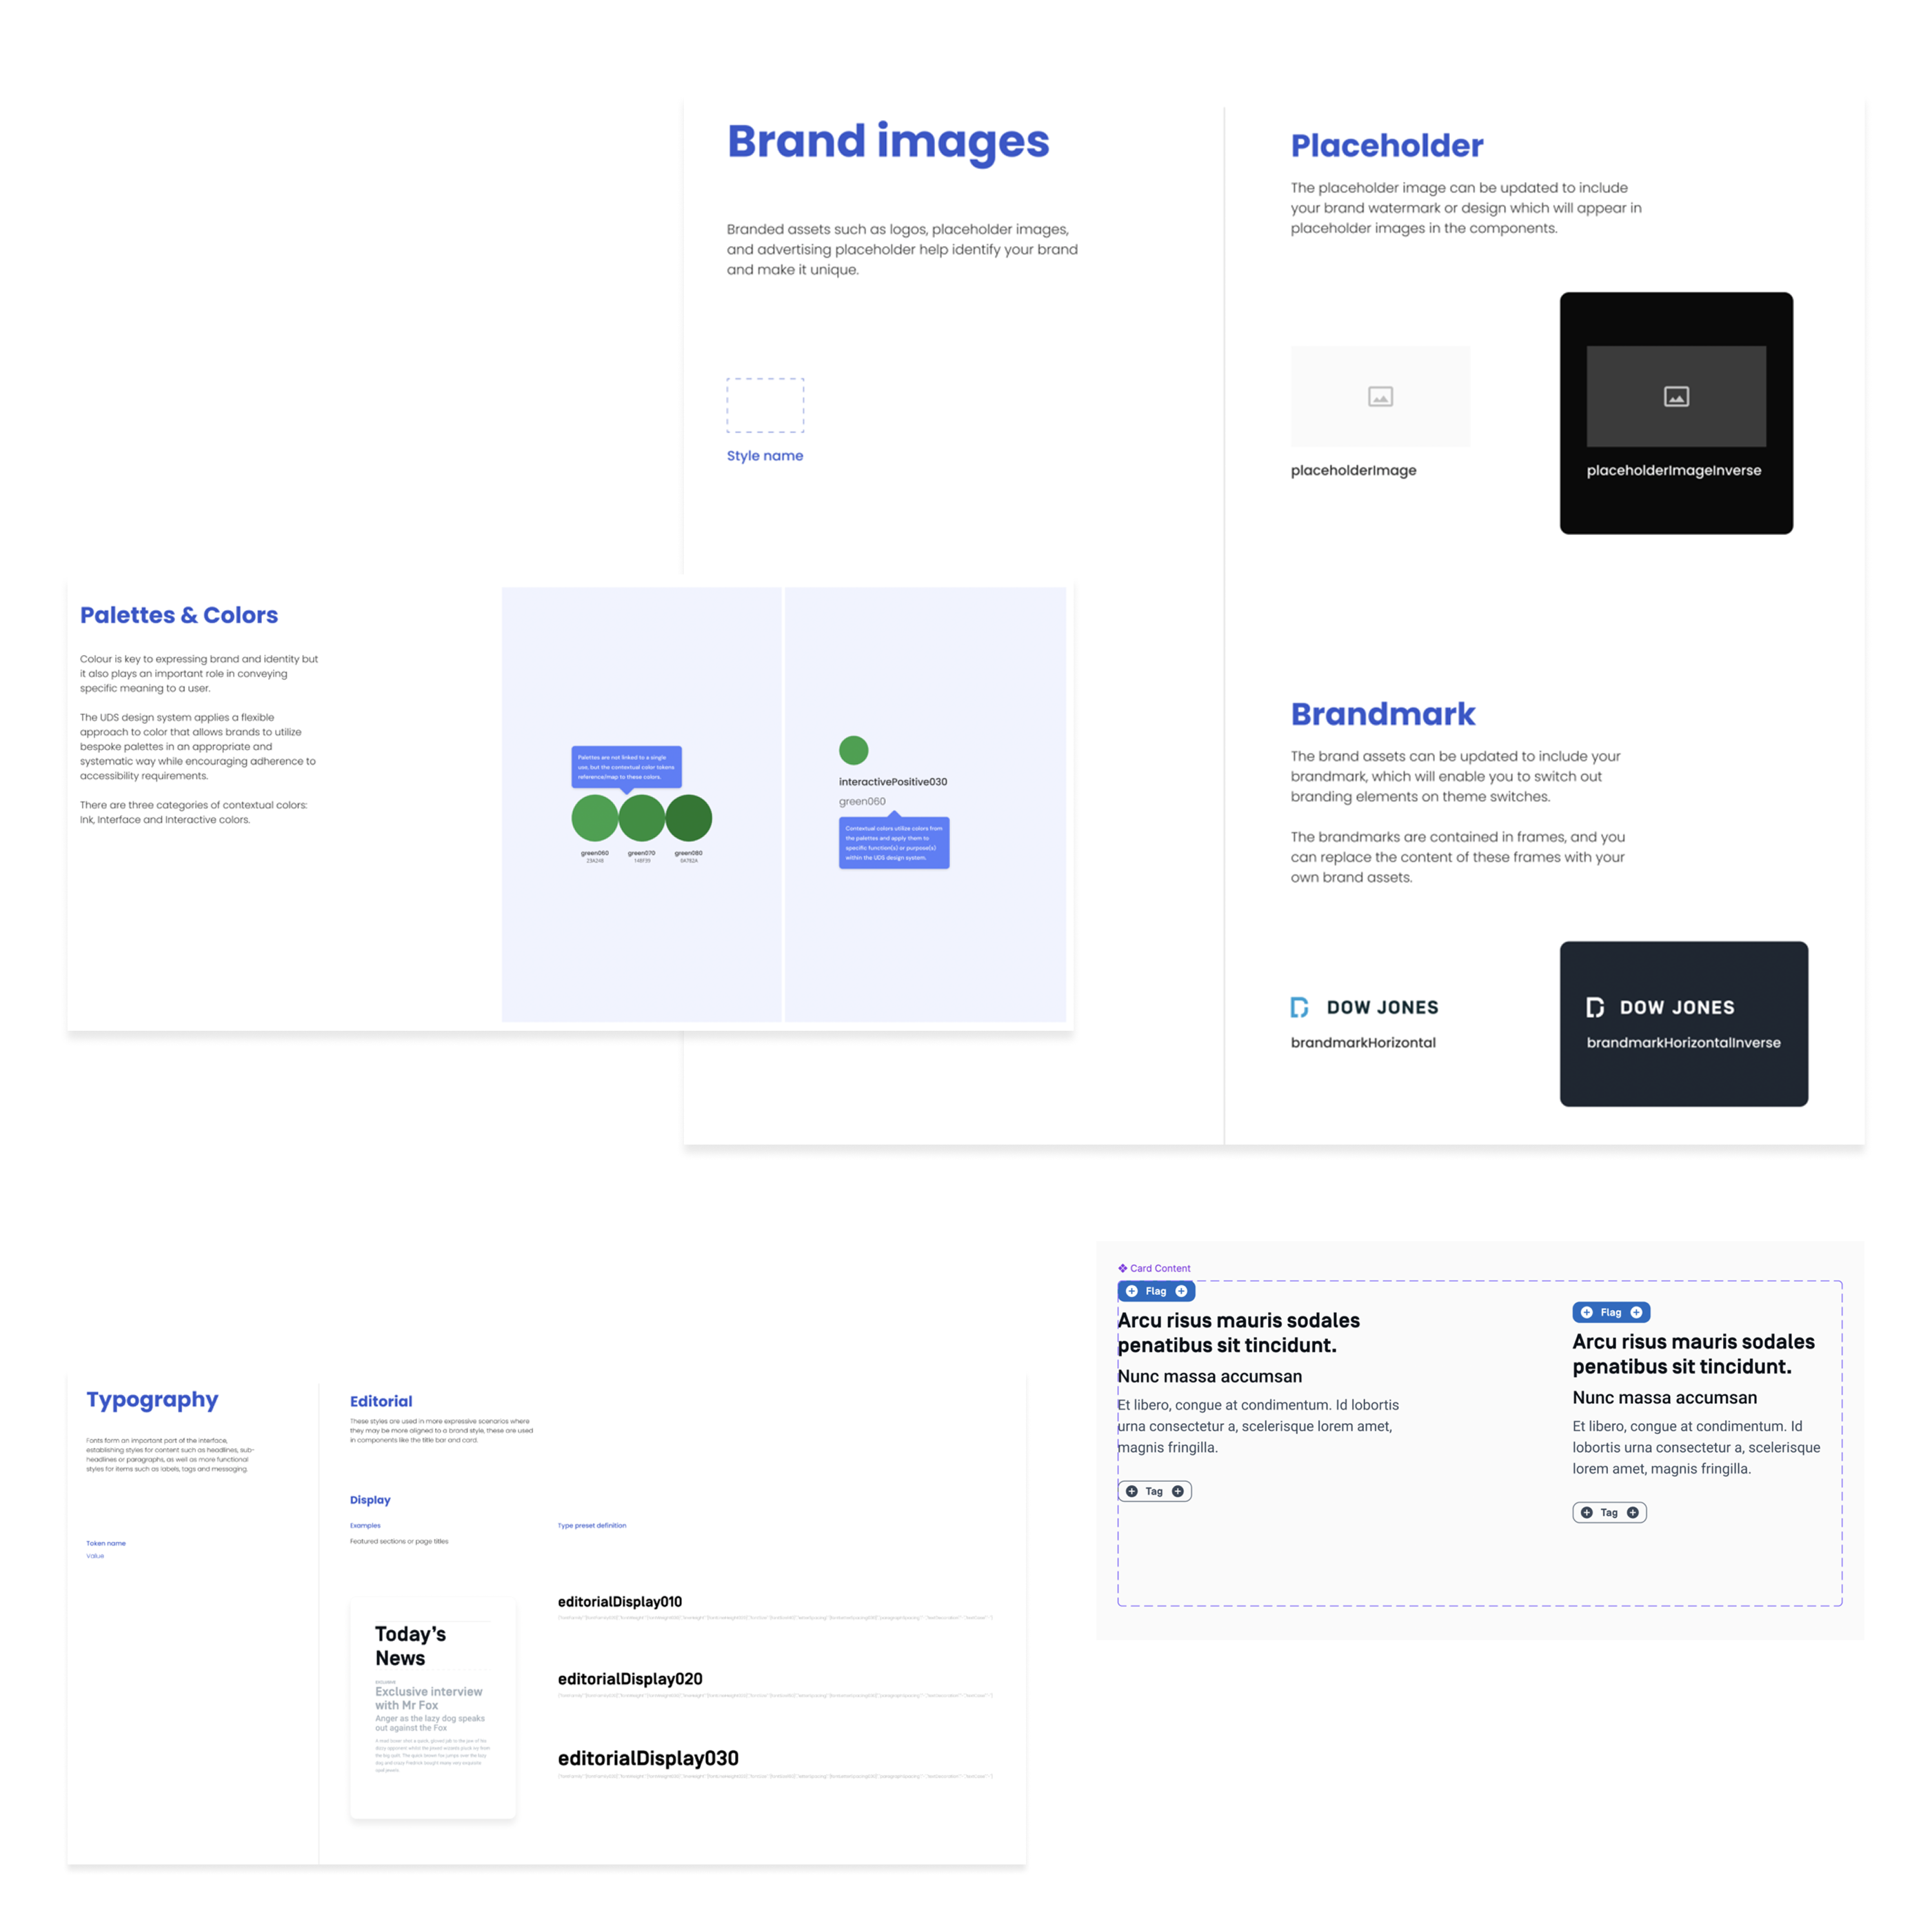 Brand images
Branded assets such as logos, placeholder images,
and advertising placeholder help identify your brand
and make it unique.
Style name
Placeholder
The placeholder image can be updated to include
your brand watermark or design which will appear in
placeholder images in the components.
placeholderImage
placeholderImageInverse
Brandmark
The brand assets can be updated to include your
brandmark, which will enable you to switch out
branding elements on theme switches.
The brandmarks are contained in frames, and you
can replace the content of these frames with your
own brand assets.
DOW JONES
brandmarkHorizontal
DOW JONES
brandmarkHorizontalInverse
Palettes & Colors
Colour is key to expressing brand and identity but
it also plays an important role in conveying
specific meaning to a user.
The UDS design system applies a flexible
approach to color that allows brands to utilize
bespoke palettes in an appropriate and
systematic way while encouraging adherence to
accessibility requirements.
There are three categories of contextual colors:
Ink, Interface and Interactive colors.
Palettes are not linked to a single
use, but the contextual color tokens
reference/map to these colors.
green060
green070
green080
interactivePositive030
green060
Contextual colors utilize colors from
the palettes and apply them to
specific function(s) or purpose(s)
within the UDS design system.
Typography
Fonts form an important part of the interface,
establishing styles for content such as headlines, sub-
headlines or paragraphs, as well as more functional
styles for items such as labels, tags and messaging.
Token name
Value
Editorial
These styles are used in more expressive scenarios where
they may be more aligned to a brand style, these are used
in components like the title bar and card.
Display
Examples
Featured sections or page titles
Type preset definition
Today's
News
EXCLUSIVE
Exclusive interview
with Mr Fox
Anger as the lazy dog speaks
out against the Fox
editorialDisplay010
editorialDisplay020
editorialDisplay030
Card Content
Flag
Arcu risus mauris sodales
penatibus sit tincidunt.
Nunc massa accumsan
Et libero, congue at condimentum. Id lobortis
urna consectetur a, scelerisque lorem amet,
magnis fringilla.
Tag
Flag
Arcu risus mauris sodales
penatibus sit tincidunt.
Nunc massa accumsan
Et libero, congue at condimentum. Id
lobortis urna consectetur a, scelerisque
lorem amet, magnis fringilla.
Tag